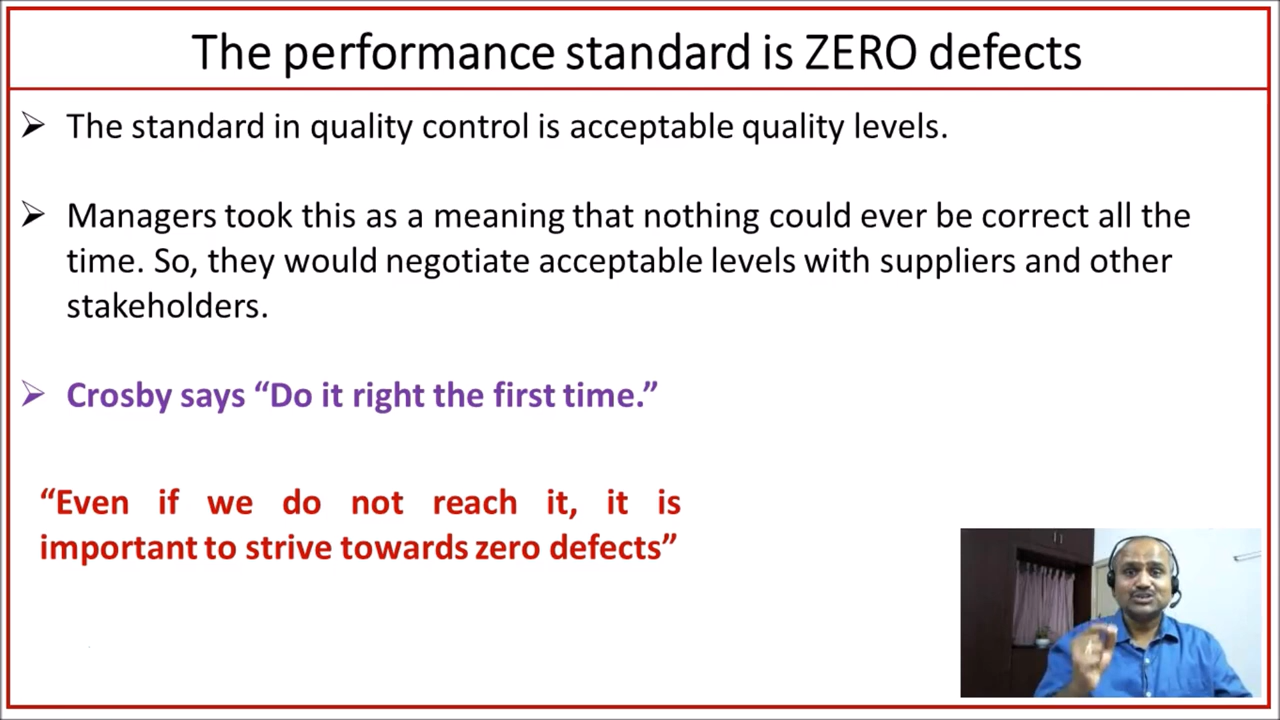 The performance standard is ZERO defects
The standard in quality control is acceptable quality levels.
Managers took this as a meaning that nothing could ever be correct all the
time. So, they would negotiate acceptable levels with suppliers and other
stakeholders.
Crosby says “Do it right the first time.”
“Even if we do not reach it, it is
important to strive towards zero defects”